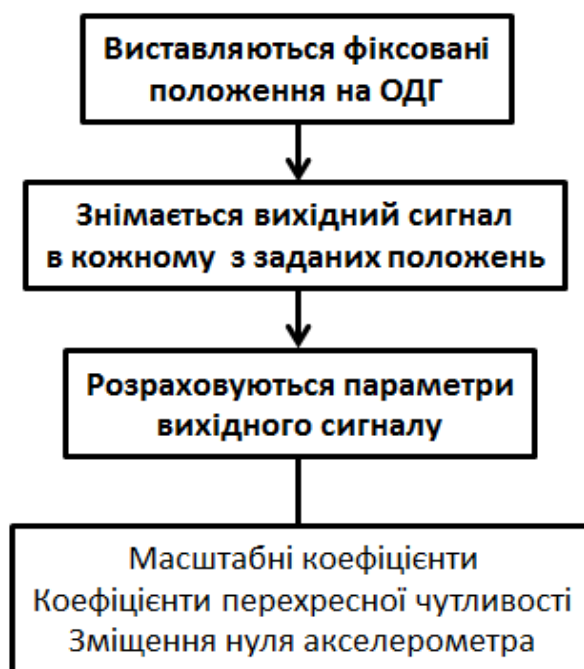 Виставляються фіксовані
положення на ОДГ
Знімається вихідний сигнал
в кожному з заданих положень
Розраховуються параметри
вихідного сигналу
Масштабні коефіцієнти
Коефіцієнти перехресної чутливості
Зміщення нуля акселерометра